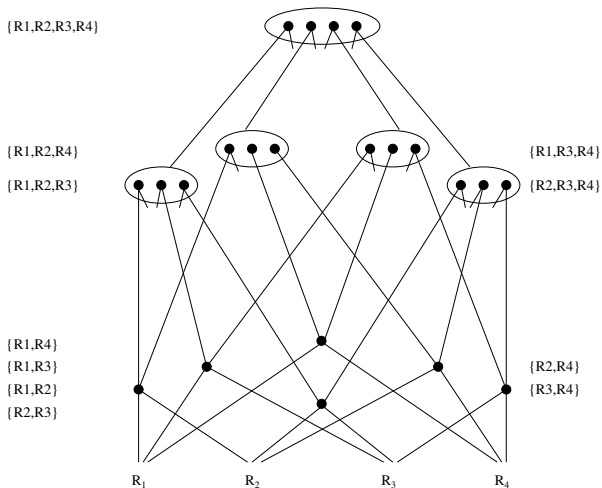 {R1,R2,R3,R4}
{R1,R2,R4}
{R1,R3,R4}
{R1,R2,R3}
{R2,R3,R4}
{R1,R4}
{R1,R3}
{R2,R4}
{R1,R2}
{R3,R4}
{R2,R3}
R1 R2 R3 R4